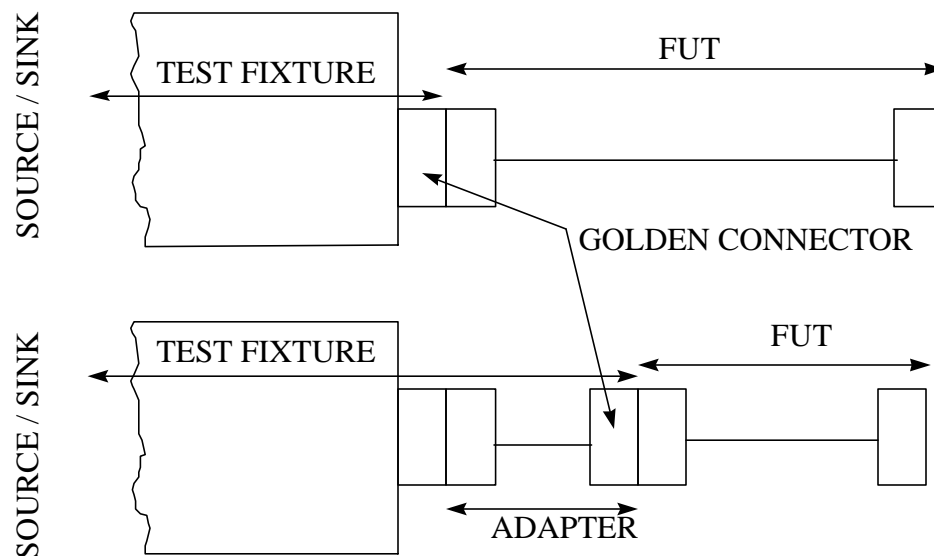 SOURCE / SINK
TEST FIXTURE
FUT
GOLDEN CONNECTOR
SOURCE / SINK
TEST FIXTURE
FUT
ADAPTER